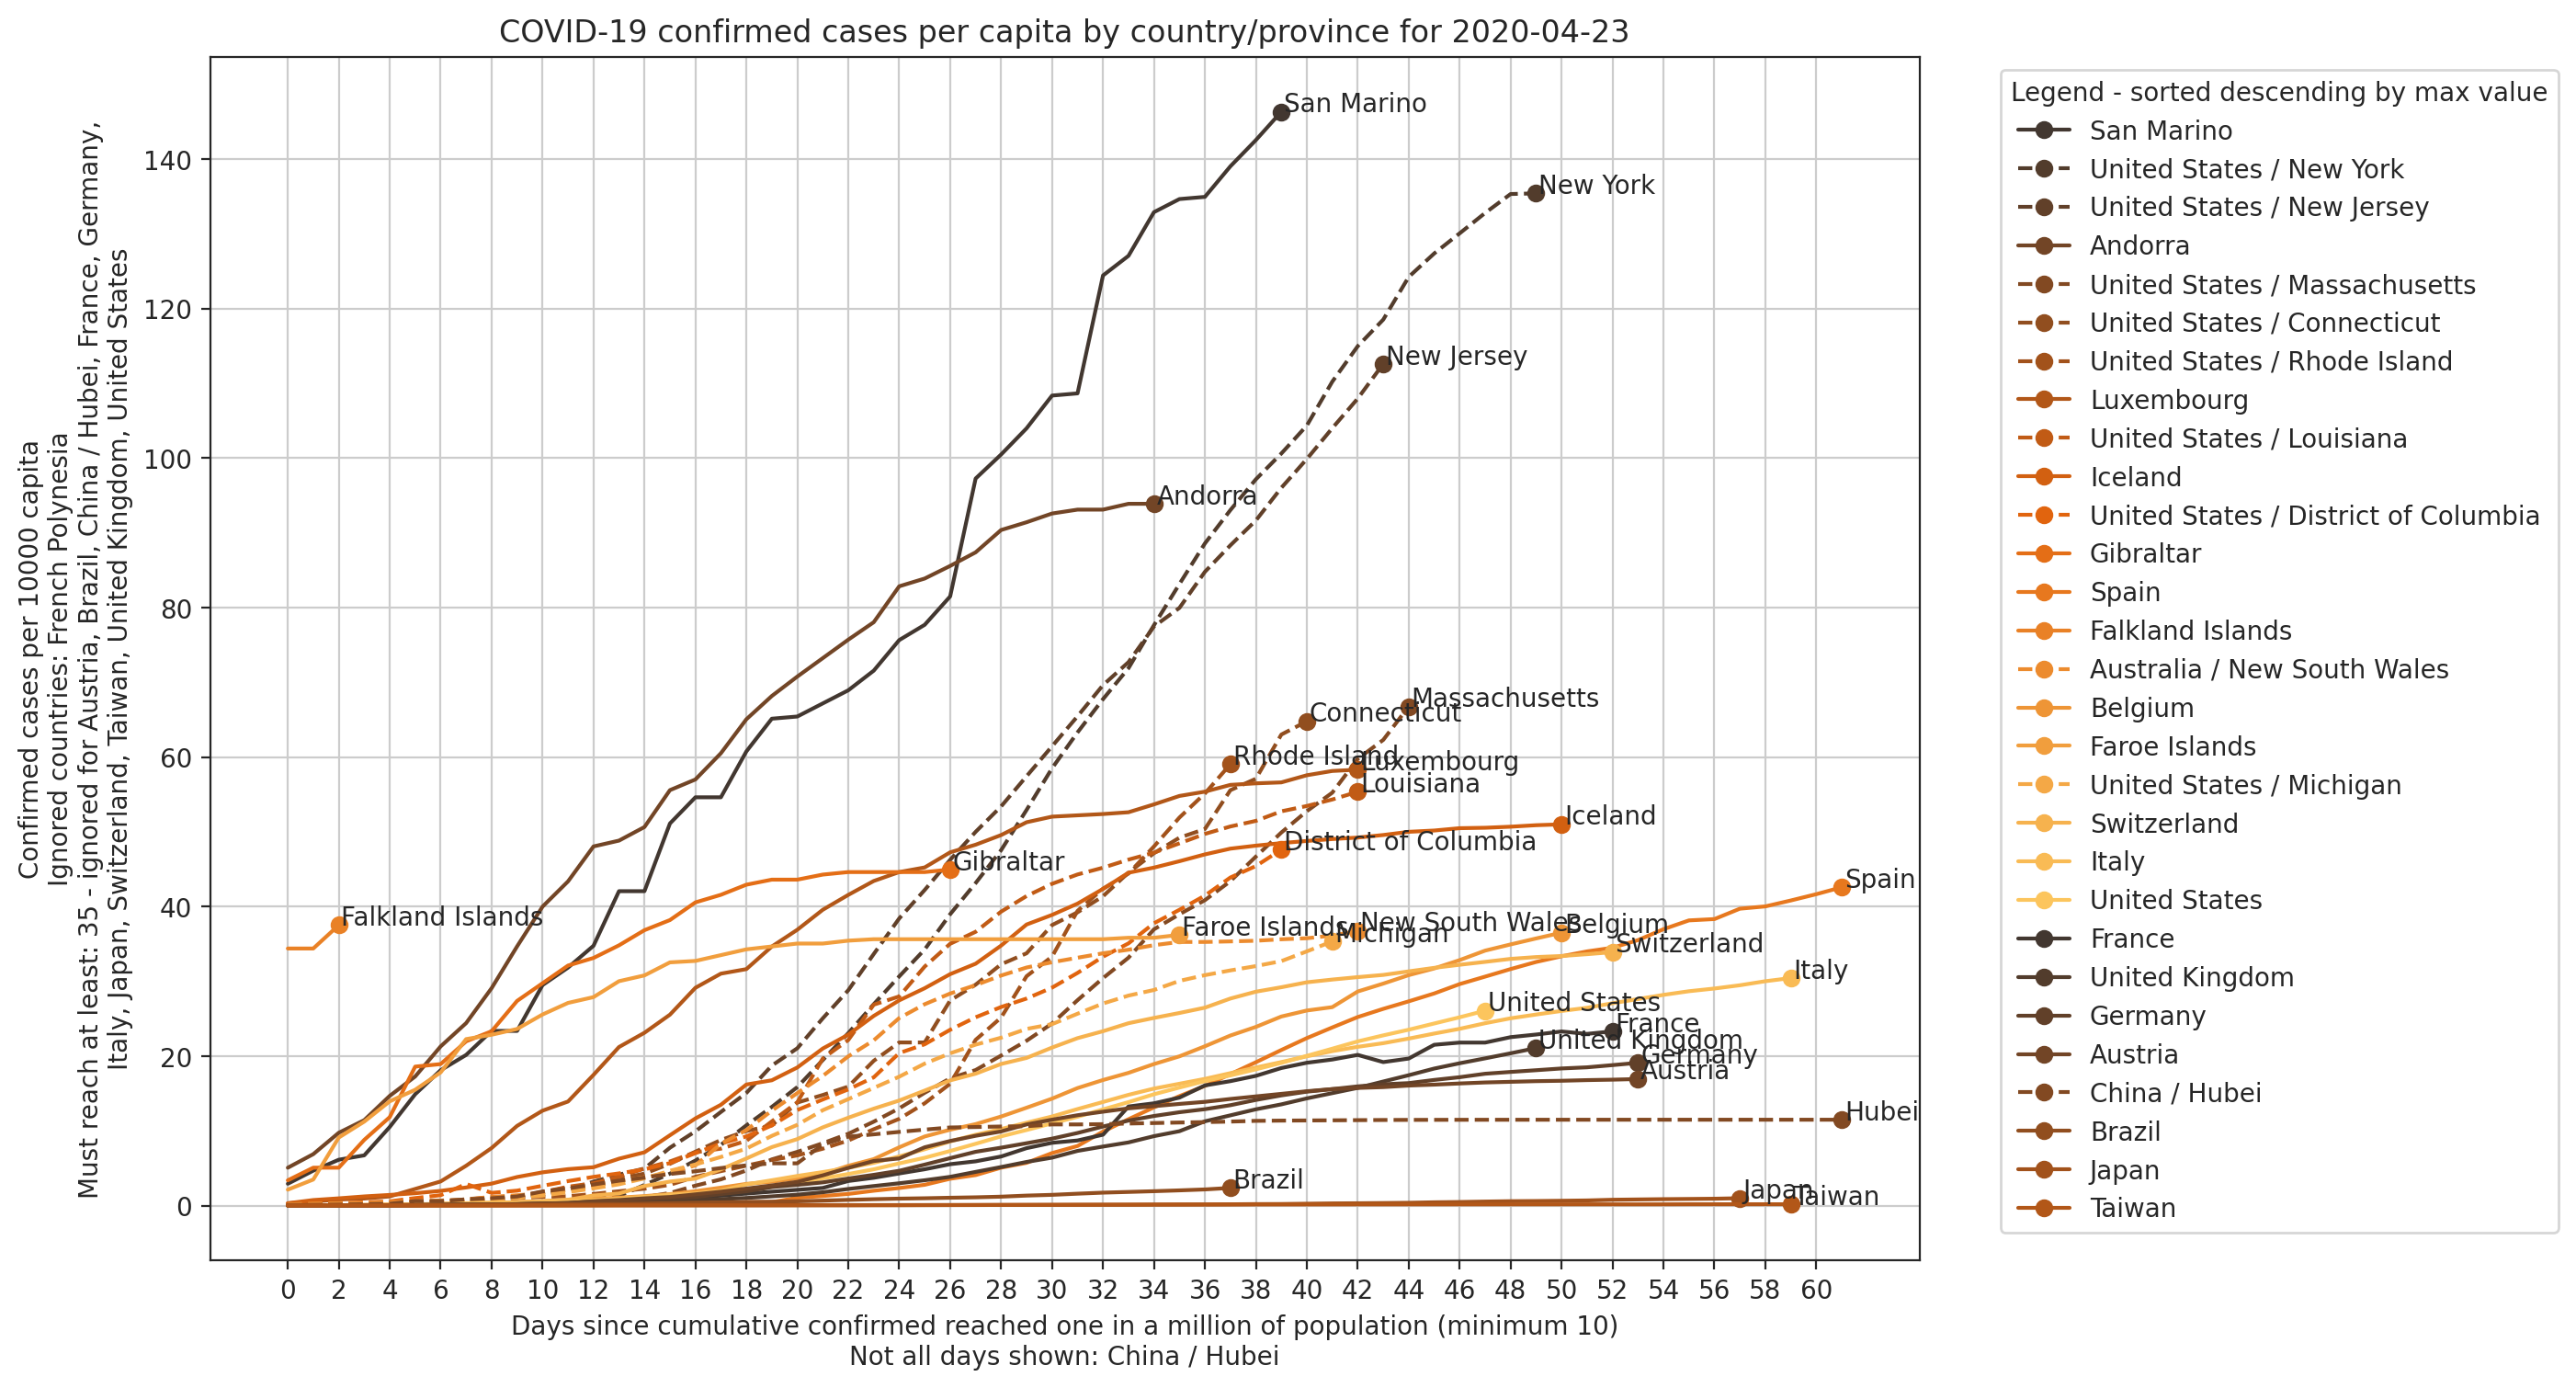 COVID-19 confirmed cases per capita by country/province for 2020-04-23
Confirmed cases per 10000 capita
Ignored countries: French Polynesia
Must reach at least: 35 - ignored for Austria, Brazil, China / Hubei, France, Germany,
Italy, Japan, Switzerland, Taiwan, United Kingdom, United States
140
120
100
80
60
40
20
0
San Marino
New York
New Jersey
Andorra
Massachusetts
Connecticut
Rhode Island
Luxembourg
Louisiana
Iceland
District of Columbia
Gibraltar
Spain
Falkland Islands
Faroe Islands
New South Wales
Belgium
Michigan
Switzerland
Italy
United States
France
United Kingdom
Germany
Austria
Hubei
Brazil
Japan
Taiwan
0 2 4 6 8 10 12 14 16 18 20 22 24 26 28 30 32 34 36 38 40 42 44 46 48 50 52 54 56 58 60
Days since cumulative confirmed reached one in a million of population (minimum 10)
Not all days shown: China / Hubei
Legend - sorted descending by max value
San Marino
United States / New York
United States / New Jersey
Andorra
United States / Massachusetts
United States / Connecticut
United States / Rhode Island
Luxembourg
United States / Louisiana
Iceland
United States / District of Columbia
Gibraltar
Spain
Falkland Islands
Australia / New South Wales
Belgium
Faroe Islands
United States / Michigan
Switzerland
Italy
United States
France
United Kingdom
Germany
Austria
China / Hubei
Brazil
Japan
Taiwan